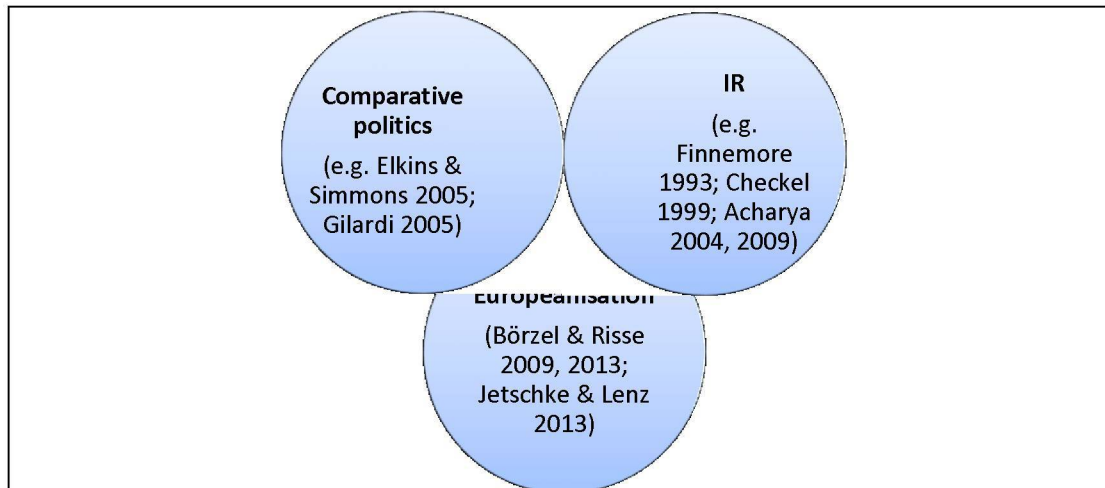 Comparative
politics
(e.g. Elkins &
Simmons 2005;
Gilardi 2005)
IR
(e.g.
Finnemore
1993; Checkel
1999; Acharya
2004, 2009)
Europeanisation
(Börzel & Risse
2009, 2013;
Jetschke & Lenz
2013)